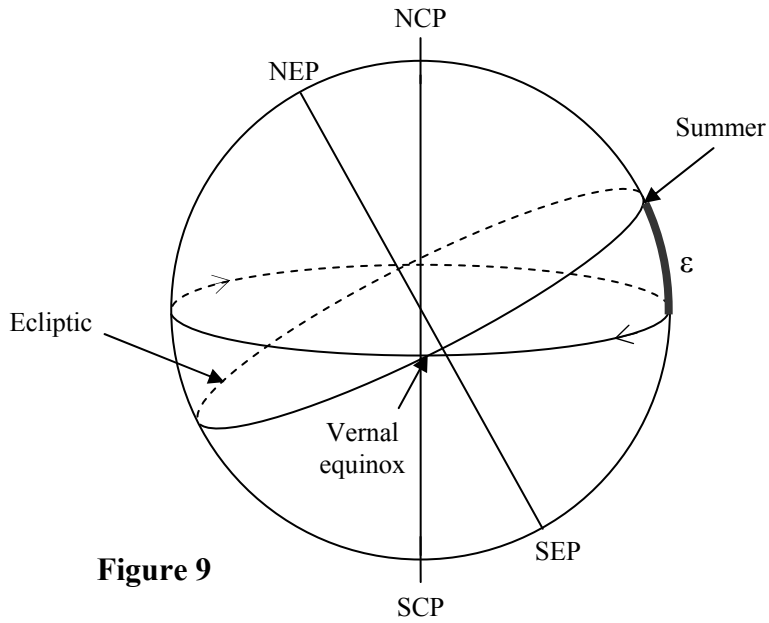 NCP
NEP
Summer
ε
Ecliptic
Vernal
equinox
SEP
Figure 9
SCP